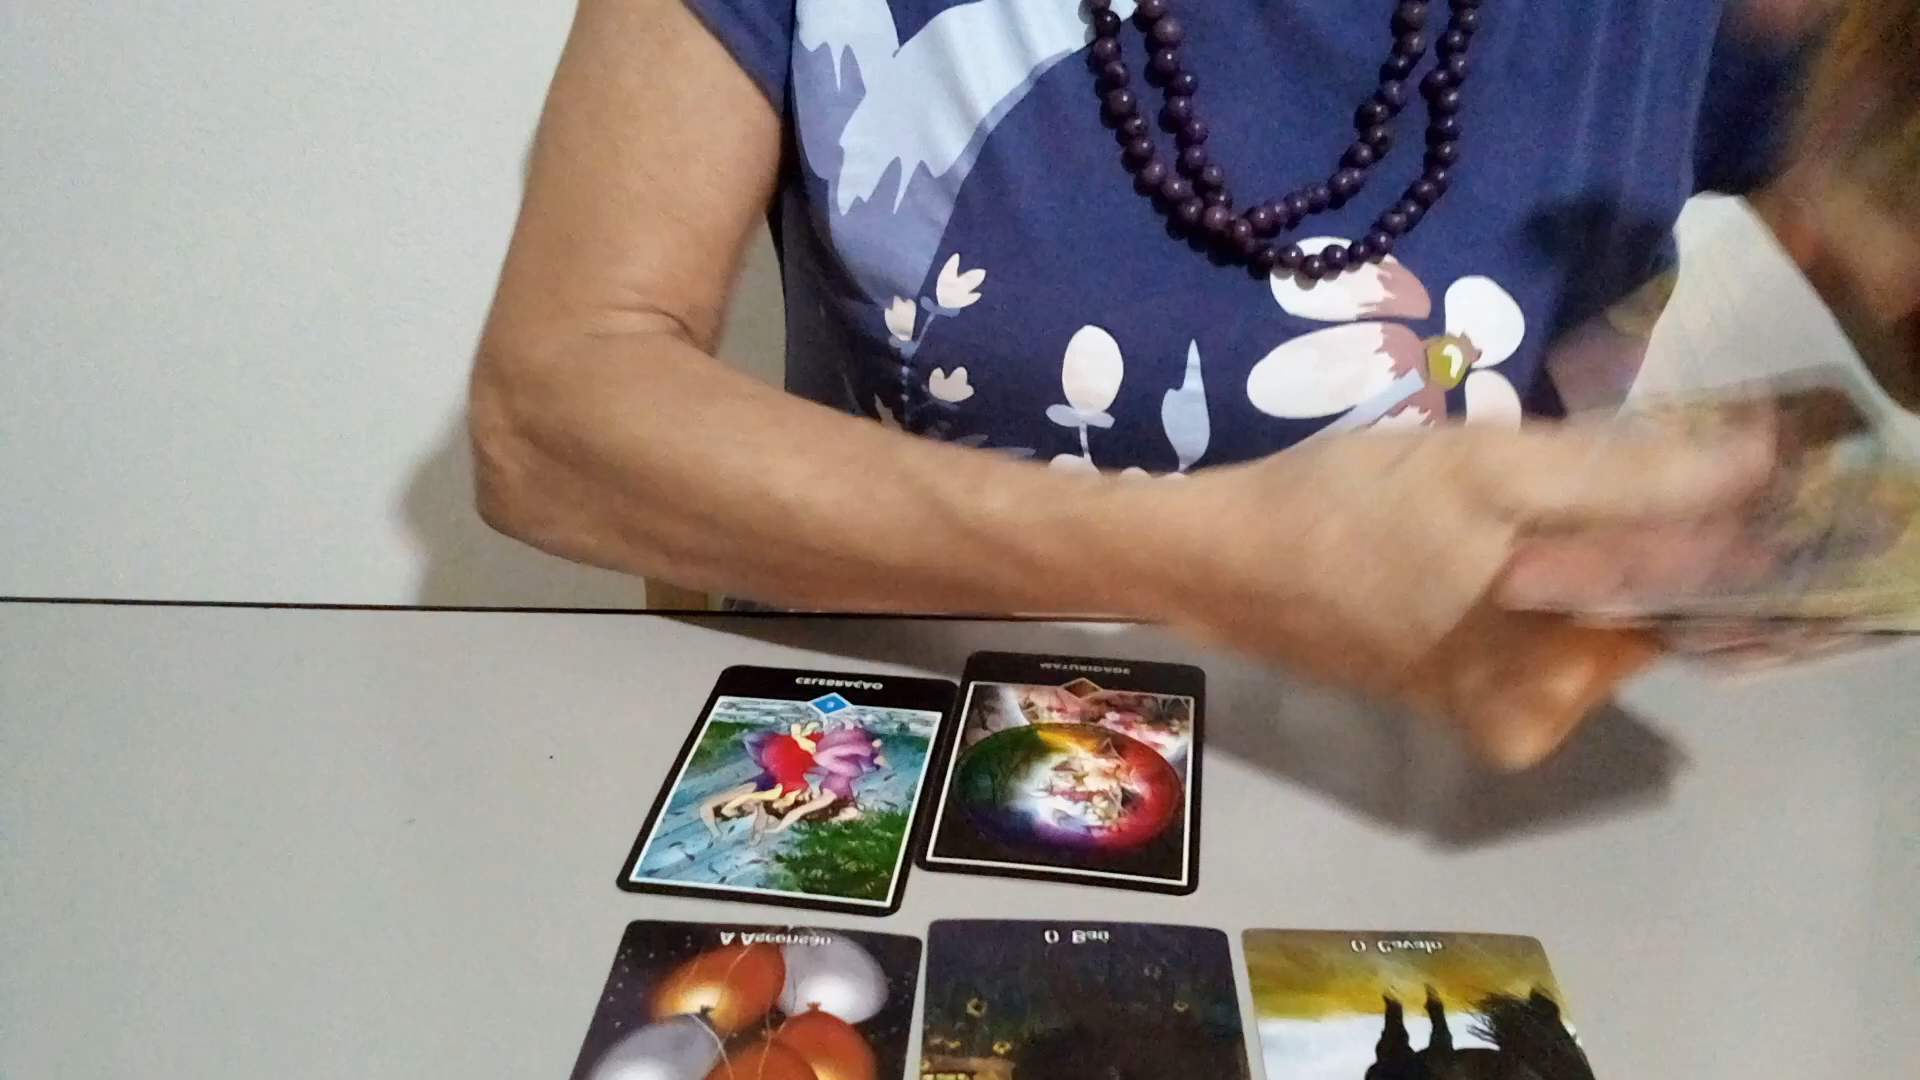 CELEBRAÇÃO
MATURIDADE
A Ascensão
O Baú
O Cavalo